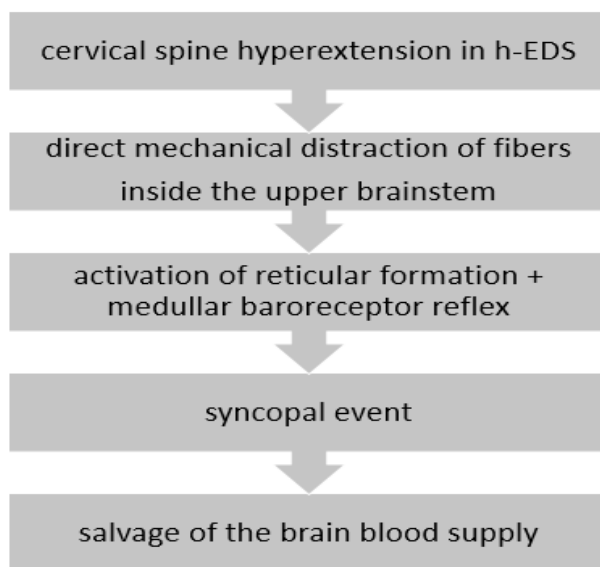 cervical spine hyperextension in h-EDS
direct mechanical distraction of fibers
inside the upper brainstem
activation of reticular formation +
medullar baroreceptor reflex
syncopal event
salvage of the brain blood supply